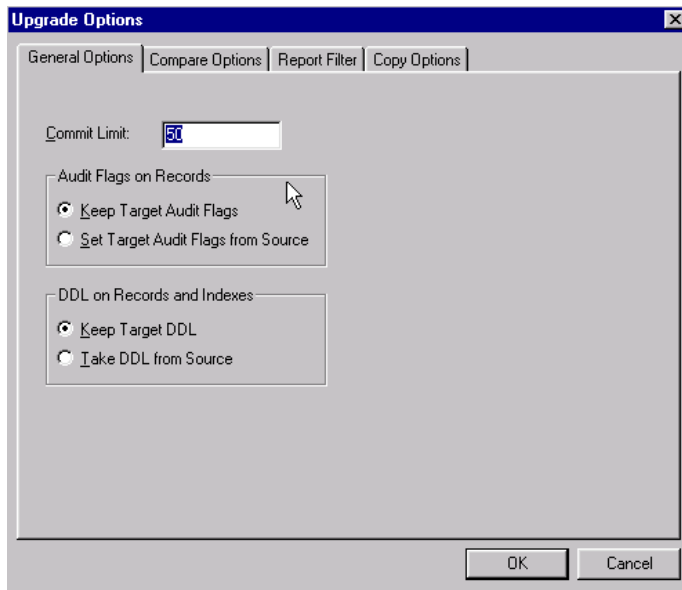 Upgrade Options
General Options Compare Options Report Filter Copy Options
Commit Limit: 50
Audit Flags on Records
Keep Target Audit Flags
Set Target Audit Flags from Source
DDL on Records and Indexes
Keep Target DDL
Take DDL from Source
OK Cancel